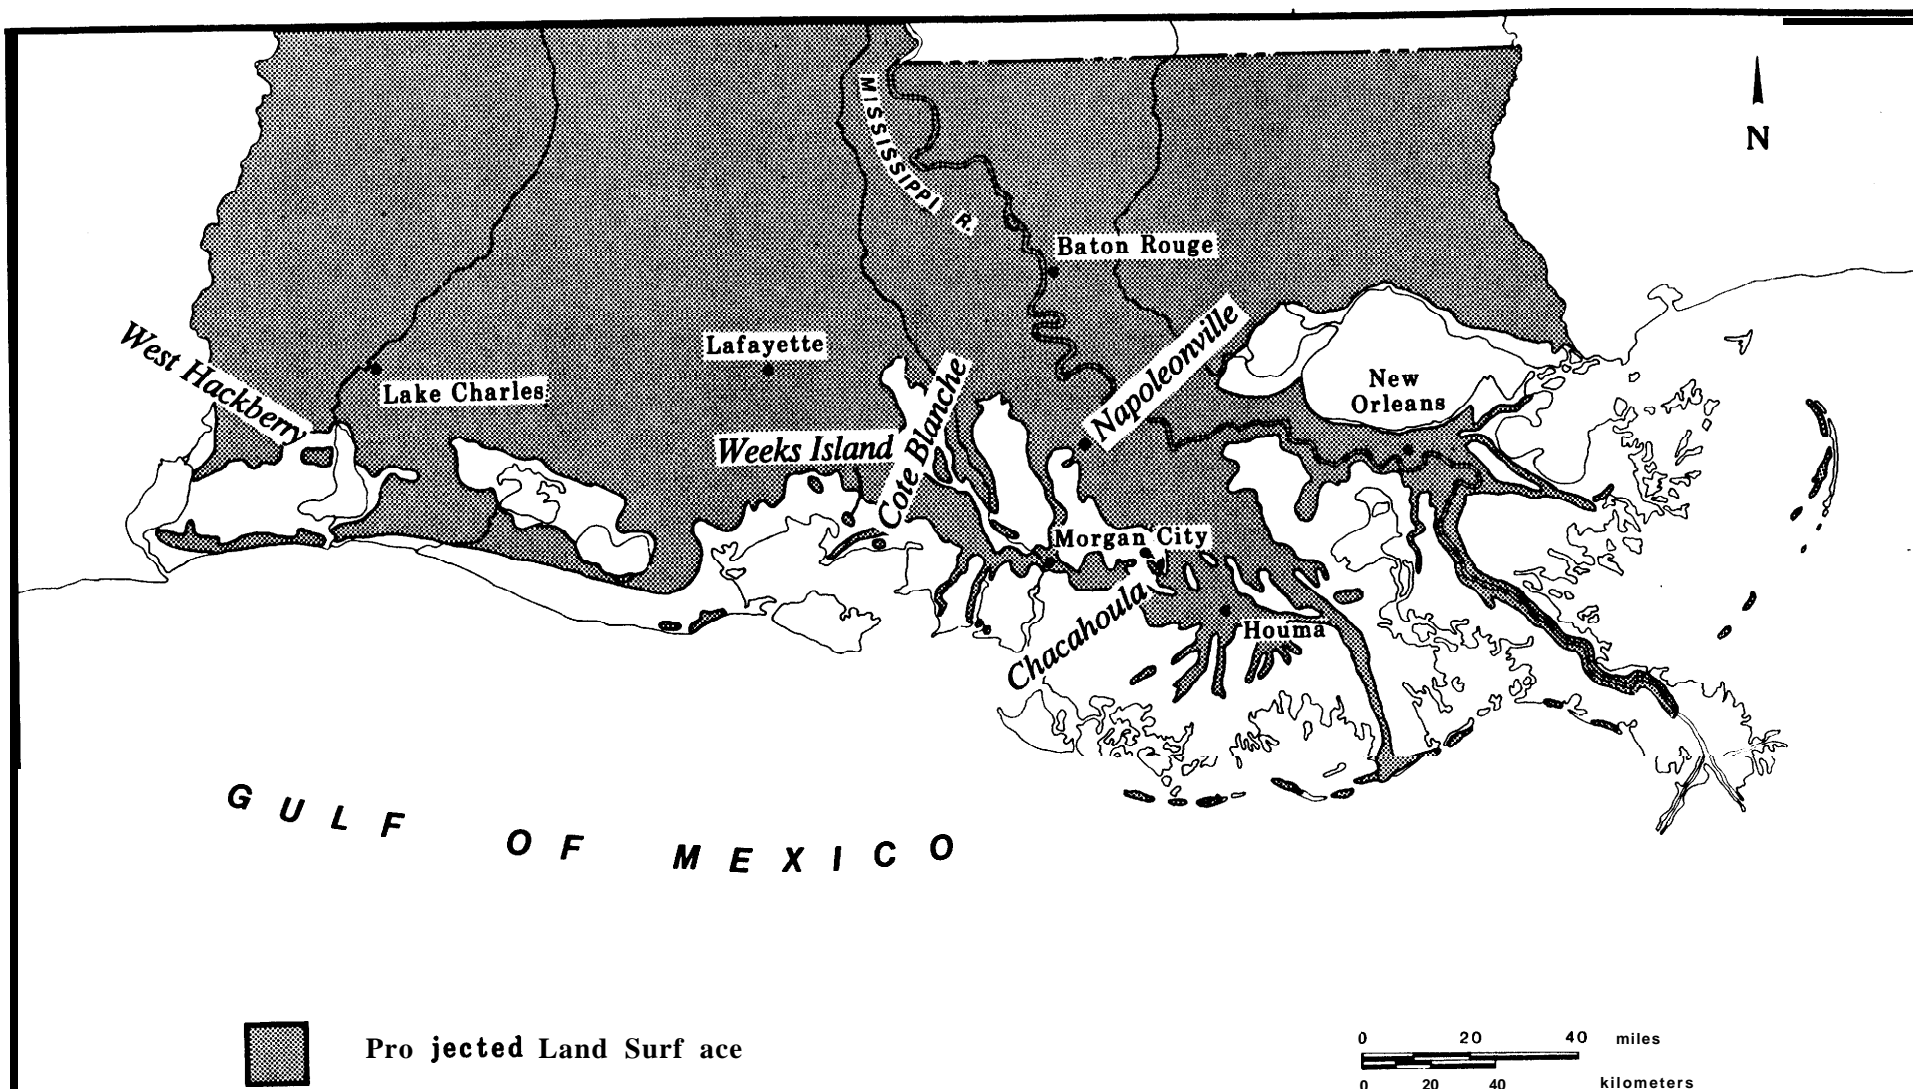 N
MISSISSIPPI R.
Baton Rouge
West Hackberry
Lafayette
Lake Charles
Napoleonville
New
Orleans
Weeks Island
Cote Blanche
Morgan City
Chacahoula
Houma
GULF OF MEXICO
Pro jected Land Surf ace
0 20 40 miles
0 20 40 kilometers